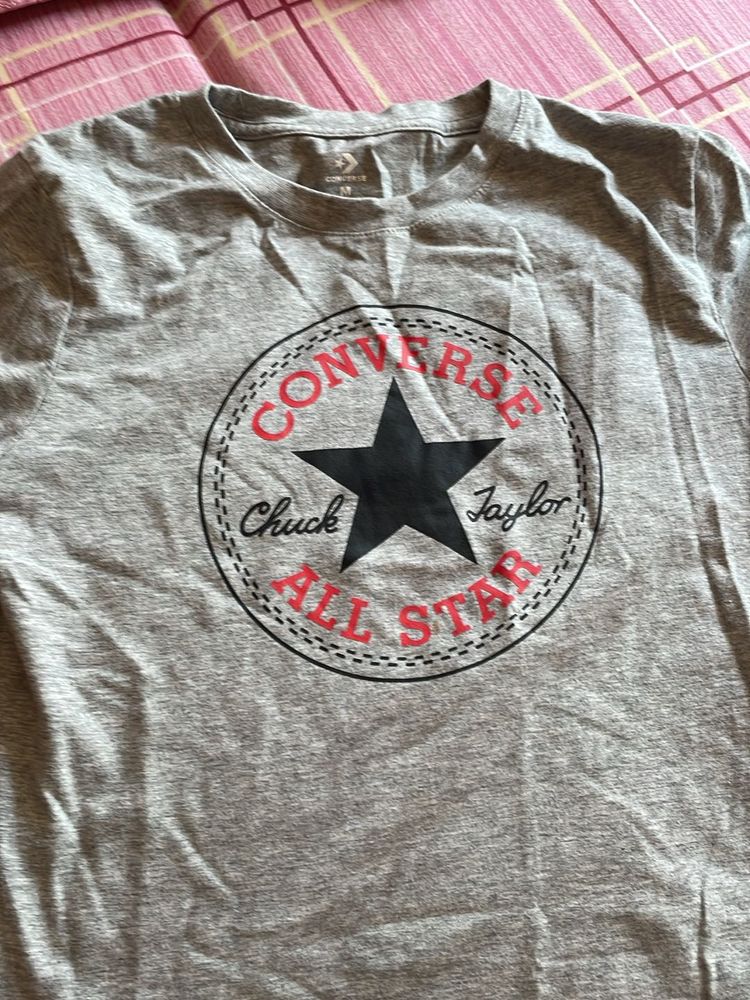 CONVERSE
M
CONVERSE
Chuck Taylor
ALL STAR